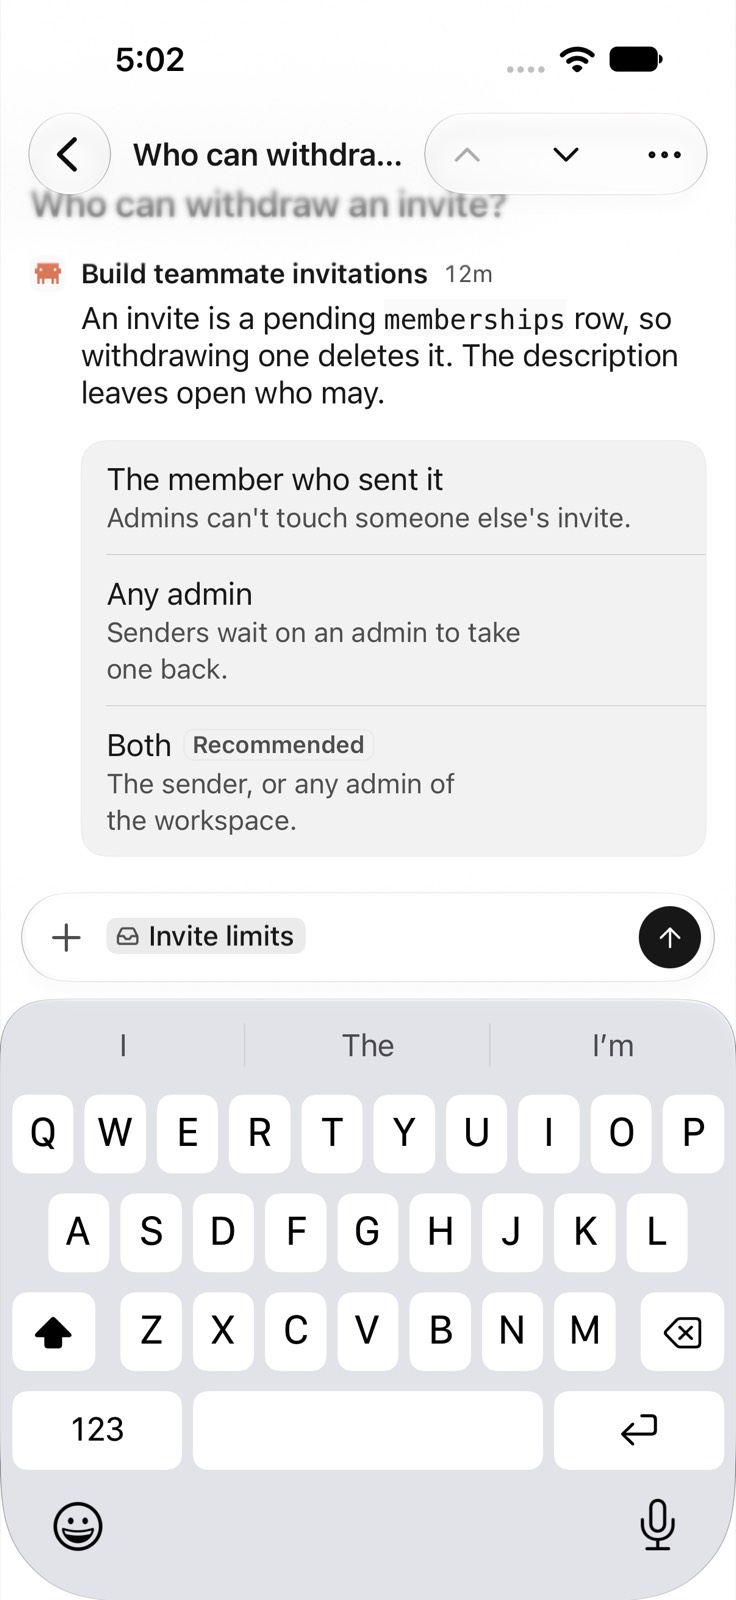 5:02
Who can withdra...
Who can withdraw an invite?
Build teammate invitations 12m
An invite is a pending memberships row, so
withdrawing one deletes it. The description
leaves open who may.
The member who sent it
Admins can't touch someone else's invite.
Any admin
Senders wait on an admin to take
one back.
Both Recommended
The sender, or any admin of
the workspace.
Invite limits
I The I’m
Q W E R T Y U I O P
A S D F G H J K L
Z X C V B N M
123